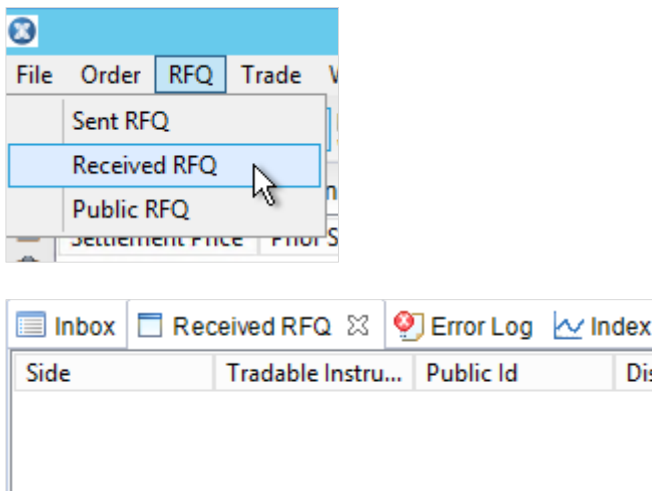 File Order RFQ Trade
Sent RFQ
Received RFQ
Public RFQ
Settlement Price Prior
Inbox Received RFQ Error Log Index
Side Tradable Instru... Public Id